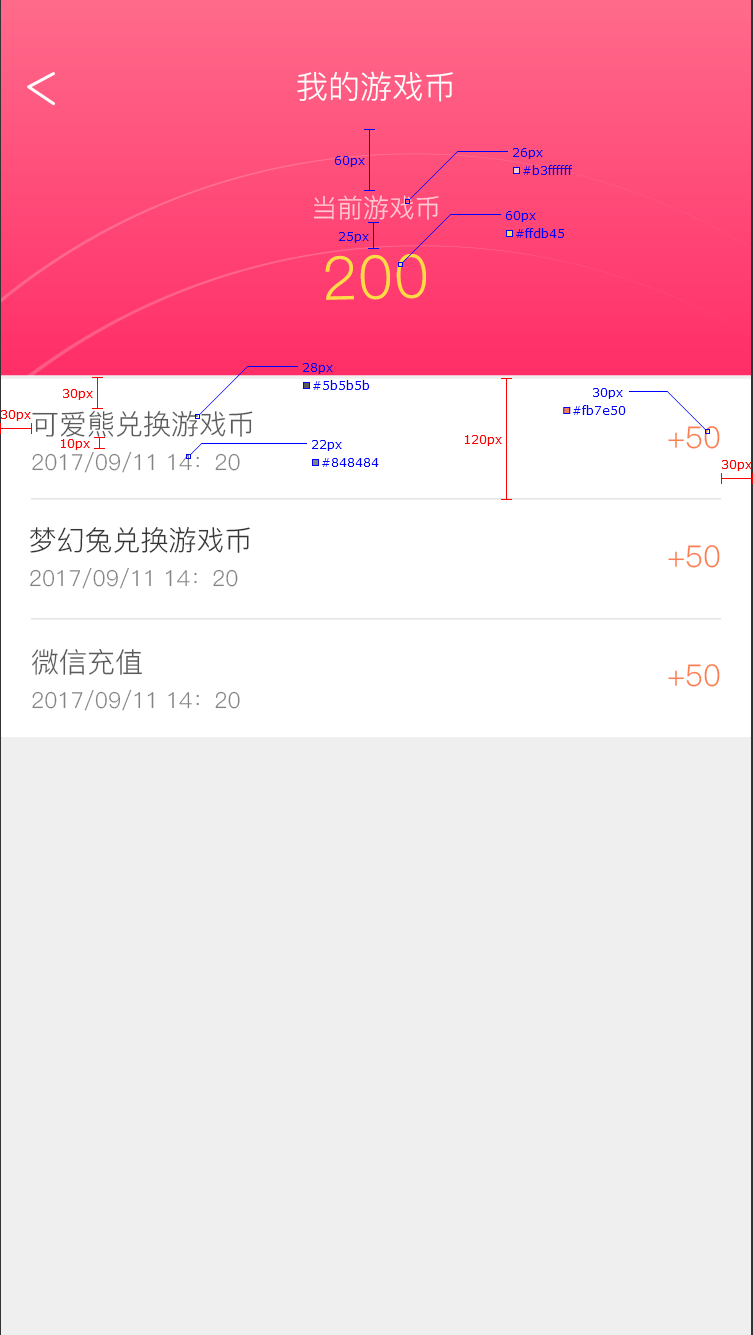 我的游戏币
60px
26px
#b3ffffff
当前游戏币
60px
#ffdb45
25px
200
28px
#5b5b5b
30px
30px
#fb7e50
30px
可爱熊兑换游戏币
120px
+50
10px
22px
#848484
2017/09/11 14：20
30px
梦幻兔兑换游戏币
+50
2017/09/11 14：20
微信充值
+50
2017/09/11 14：20